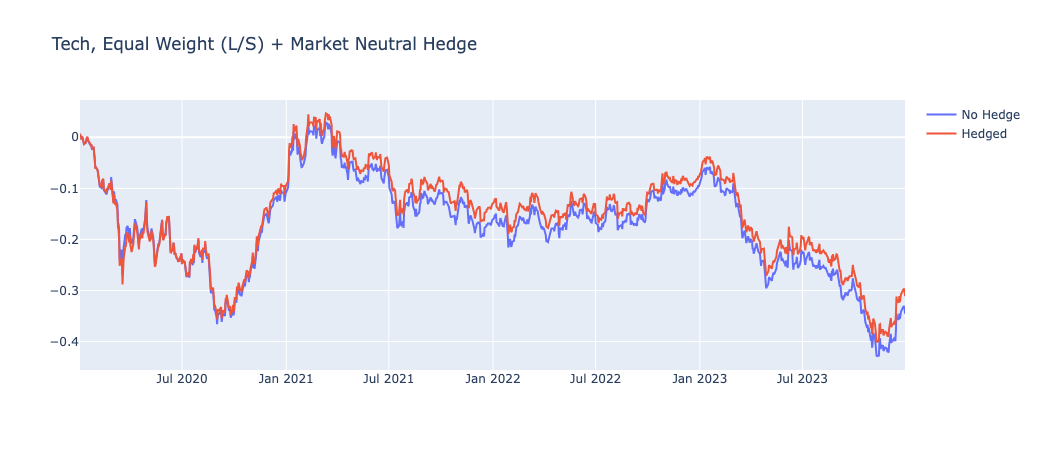 Tech, Equal Weight (L/S) + Market Neutral Hedge
No Hedge
Hedged
0
−0.1
−0.2
−0.3
−0.4
Jul 2020
Jan 2021
Jul 2021
Jan 2022
Jul 2022
Jan 2023
Jul 2023